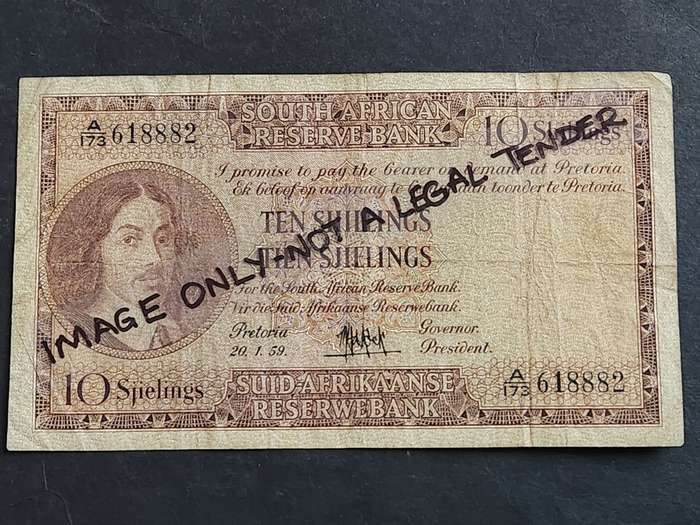 SOUTH AFRICAN
RESERVE BANK
A/173 618882
10 Shillings
I promise to pay the bearer on demand at Pretoria.
Ek beloof op aanvraag te betaal aan toonder te Pretoria.
TEN SHILLINGS
TIEN SJIELINGS
For the South African Reserve Bank.
Vir die Suid-Afrikaanse Reserwebank.
Pretoria
20. 1. 59.
Governor.
President.
10 Sjielings
SUID-AFRIKAANSE
RESERWEBANK
A/173 618882
IMAGE ONLY-NOT A LEGAL TENDER